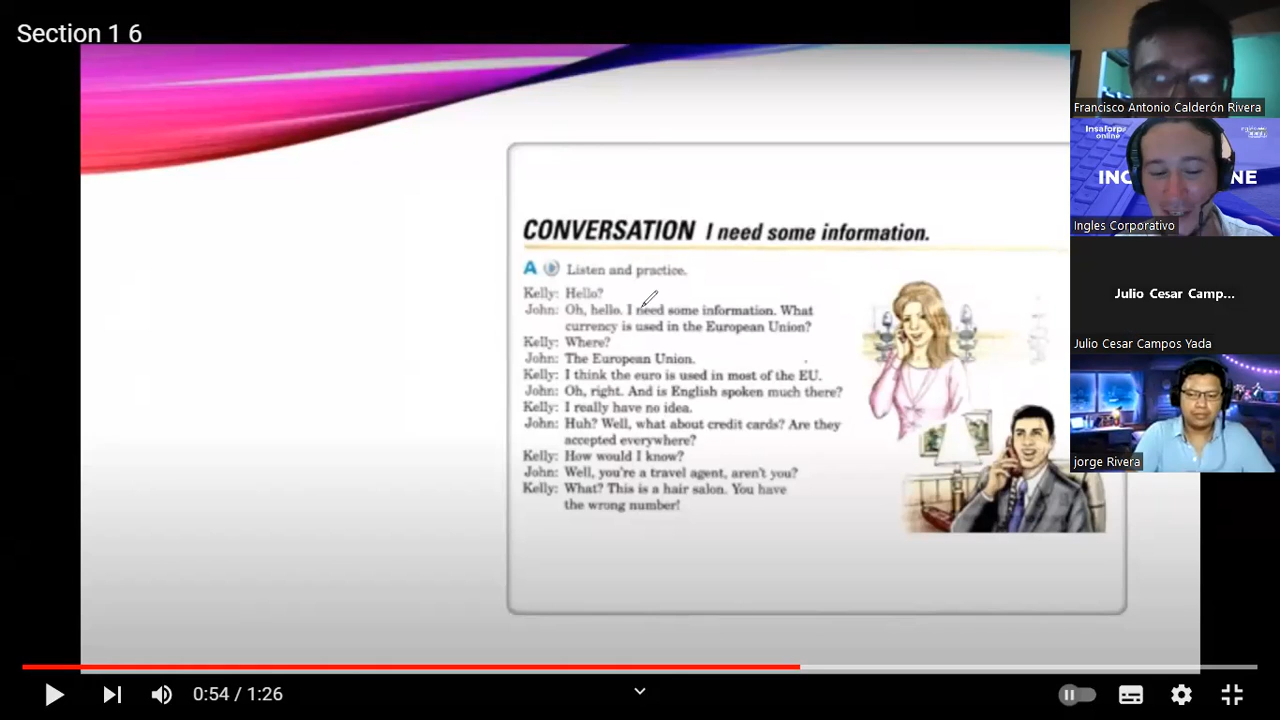 Section 1 6
Francisco Antonio Calderón Rivera
Insaforp
online
Ingles Corporativo
Julio Cesar Camp...
Julio Cesar Campos Yada
jorge Rivera
CONVERSATION I need some information.
A Listen and practice.
Kelly: Hello?
John: Oh, hello. I need some information. What
currency is used in the European Union?
Kelly: Where?
John: The European Union.
Kelly: I think the euro is used in most of the EU.
John: Oh, right. And is English spoken much there?
Kelly: I really have no idea.
John: Huh? Well, what about credit cards? Are they
accepted everywhere?
Kelly: How would I know?
John: Well, you're a travel agent, aren't you?
Kelly: What? This is a hair salon. You have
the wrong number!
0:54 / 1:26